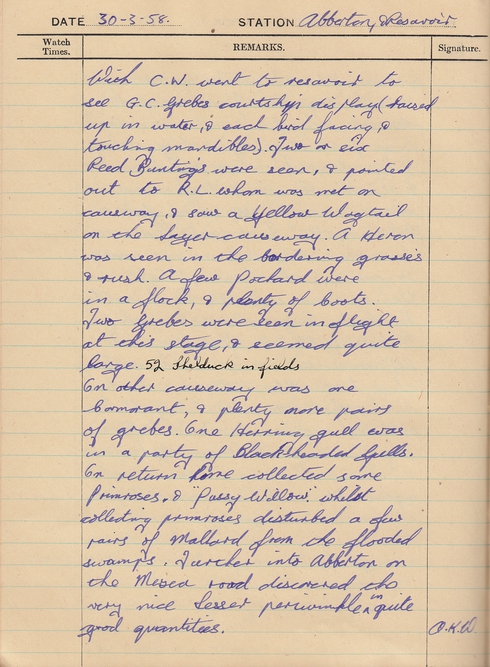 DATE 30-3-58. STATION Abberton, & Resavoir
Watch Times. REMARKS. Signature.
With C.W. went to resavoir to
see G.C. Grebes courtship display (raised
up in water, & each bird facing, &
touching mandibles). Two or six
Reed Buntings were seen, & pointed
out to R.L. whom was met on
causeway, & saw a Yellow Wagtail
on the Layer causeway. A Heron
was seen in the bordering grasses
& rush. A few Pochard were
in a flock, & plenty of Coots.
Two Grebes were seen in flight
at this stage, & seemed quite
large. 52 Shelduck in fields
On other causeway was one
Cormorant, & plenty more pairs
of grebes. One Herring gull was
in a party of Black-headed Gulls.
On return home collected some
Primroses, & "Pussy Willow" whilst
collecting primroses disturbed a few
pairs of Mallard from the flooded
swamps. Further into Abberton on
the Mersea road discovered the
very nice Lesser periwinkle in quite
good quantities. O.K.W.